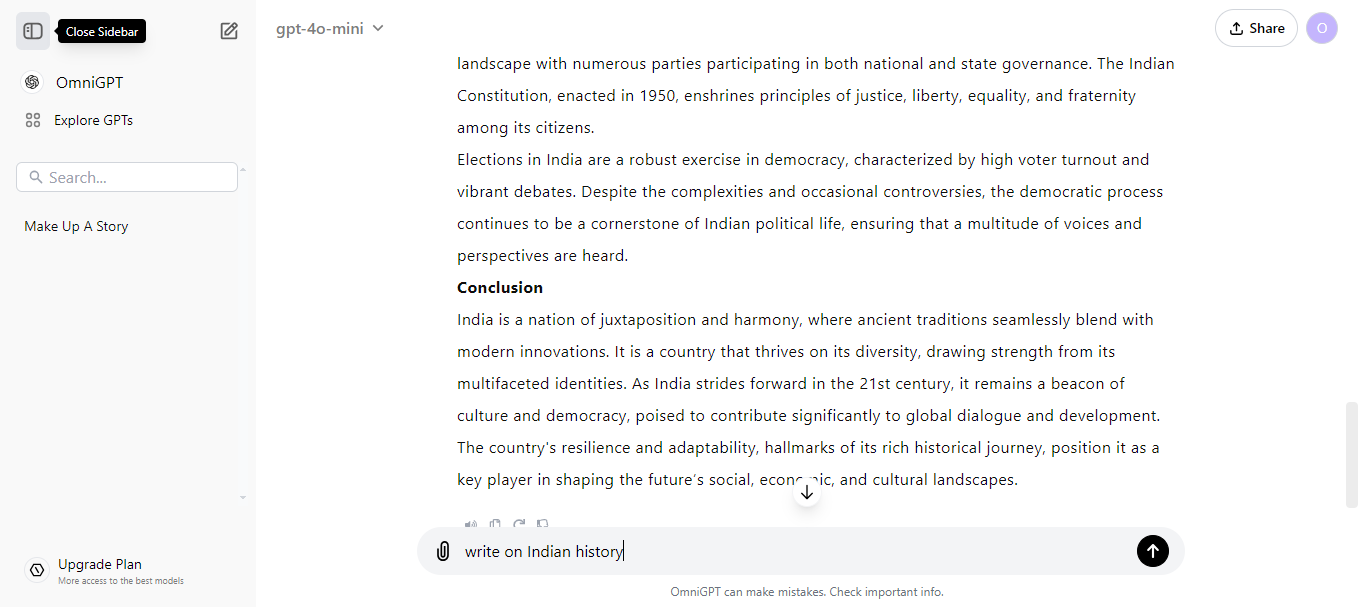 Close Sidebar
OmniGPT
Explore GPTs
Search...
Make Up A Story
Upgrade Plan
More access to the best models
gpt-4o-mini
Share
O
landscape with numerous parties participating in both national and state governance. The Indian
Constitution, enacted in 1950, enshrines principles of justice, liberty, equality, and fraternity
among its citizens.
Elections in India are a robust exercise in democracy, characterized by high voter turnout and
vibrant debates. Despite the complexities and occasional controversies, the democratic process
continues to be a cornerstone of Indian political life, ensuring that a multitude of voices and
perspectives are heard.
Conclusion
India is a nation of juxtaposition and harmony, where ancient traditions seamlessly blend with
modern innovations. It is a country that thrives on its diversity, drawing strength from its
multifaceted identities. As India strides forward in the 21st century, it remains a beacon of
culture and democracy, poised to contribute significantly to global dialogue and development.
The country's resilience and adaptability, hallmarks of its rich historical journey, position it as a
key player in shaping the future's social, economic, and cultural landscapes.
write on Indian history
OmniGPT can make mistakes. Check important info.